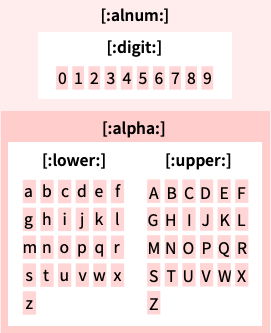 [:alnum:]
[:digit:]
0 1 2 3 4 5 6 7 8 9
[:alpha:]
[:lower:]
a b c d e f
g h i j k l
m n o p q r
s t u v w x
z
[:upper:]
A B C D E F
G H I J K L
M N O P Q R
S T U V W X
Z